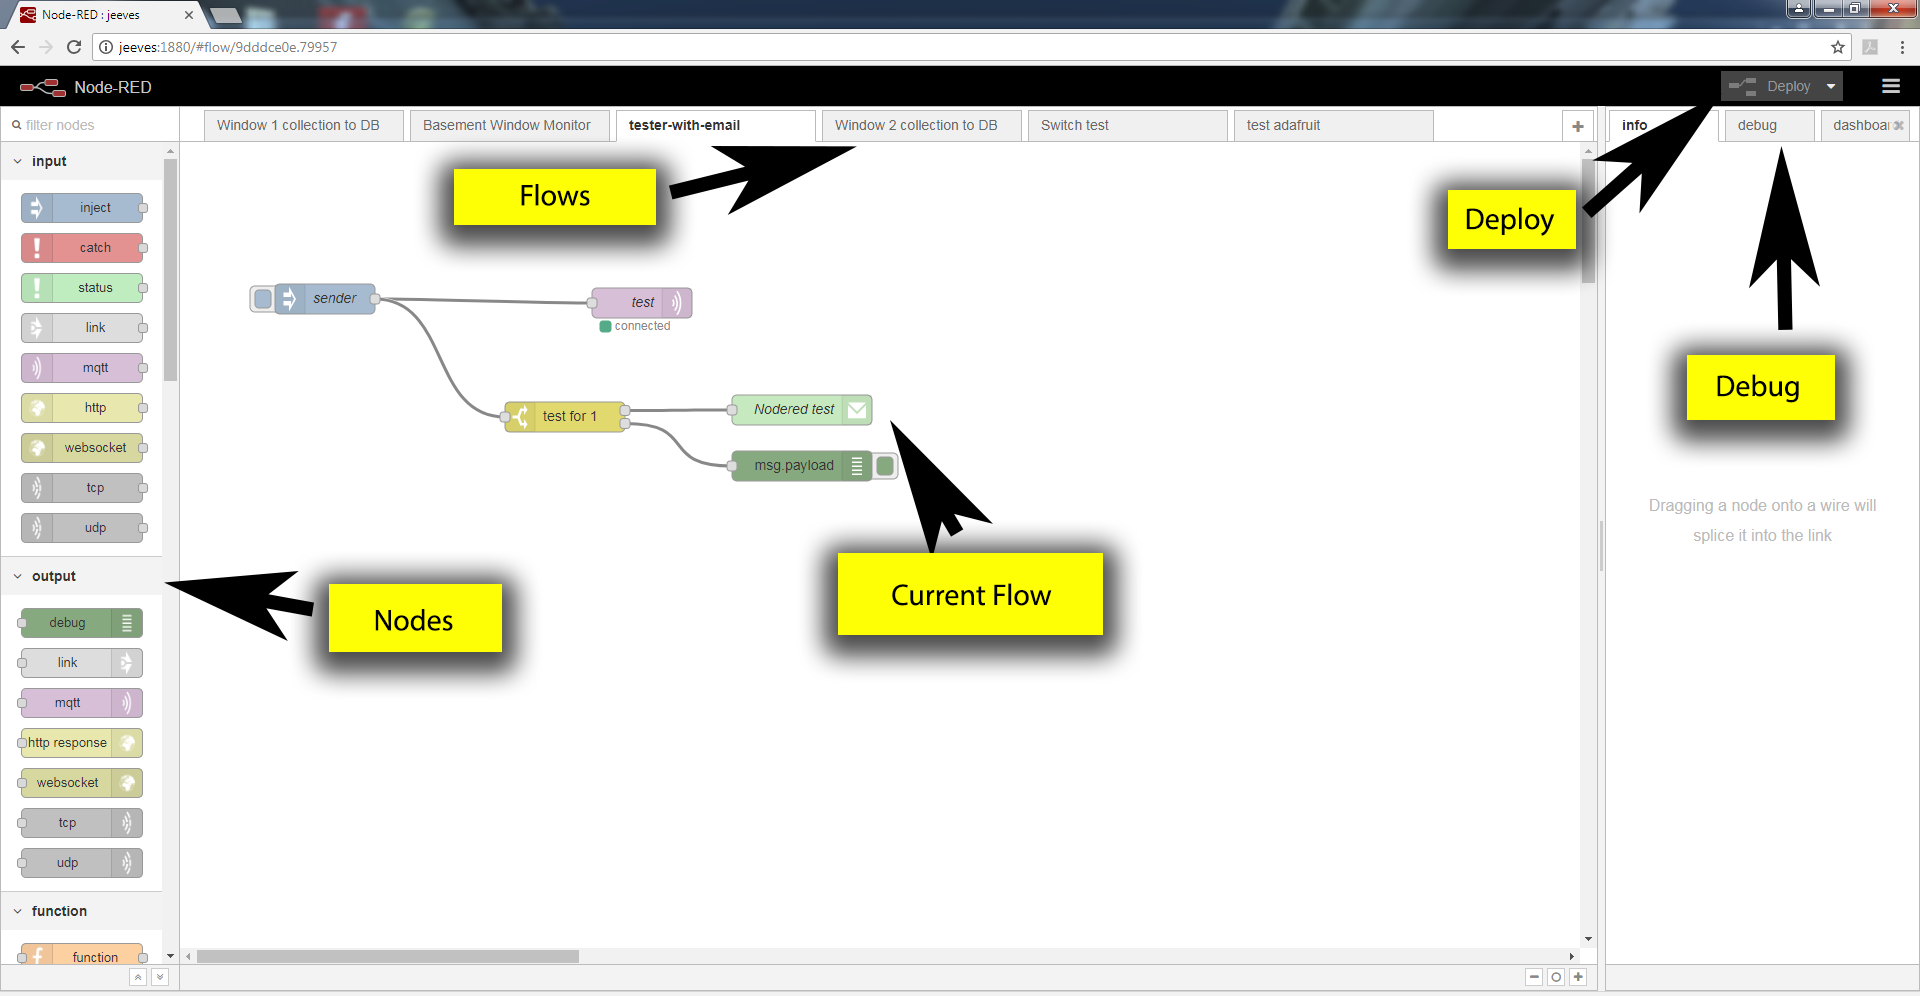 Node-RED : jeeves
jeeves:1880/#flow/9dddce0e.79957
Node-RED
Deploy
filter nodes
Window 1 collection to DB
Basement Window Monitor
tester-with-email
Window 2 collection to DB
Switch test
test adafruit
info
debug
dashboar
input
inject
catch
status
link
mqtt
http
websocket
tcp
udp
output
debug
link
mqtt
http response
websocket
tcp
udp
function
function
Flows
Deploy
sender
test
connected
test for 1
Nodered test
msg.payload
Debug
Current Flow
Nodes
Dragging a node onto a wire will
splice it into the link